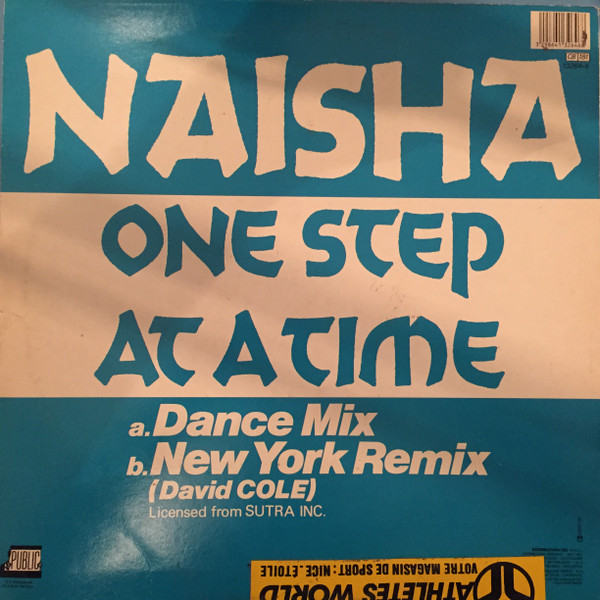 NAISHA
ONE STEP
AT A TIME
a. Dance Mix
b. New York Remix
(David COLE)
Licensed from SUTRA INC.
PUBLIC
VOTRE MAGASIN DE SPORT : NICE . ÉTOILE
ATHLETES WORLD